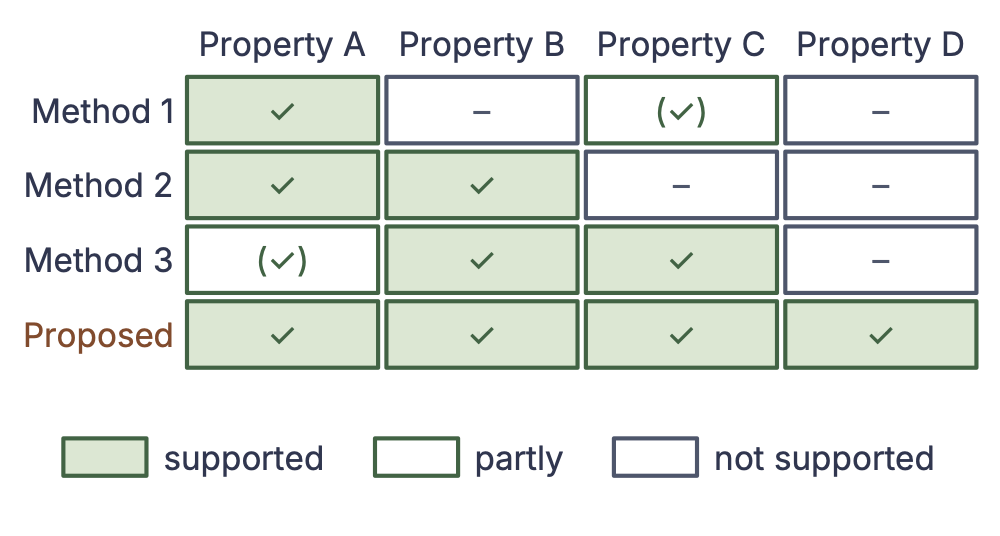 Property A Property B Property C Property D
Method 1 ✓ – (✓) –
Method 2 ✓ ✓ – –
Method 3 (✓) ✓ ✓ –
Proposed ✓ ✓ ✓ ✓
supported partly not supported